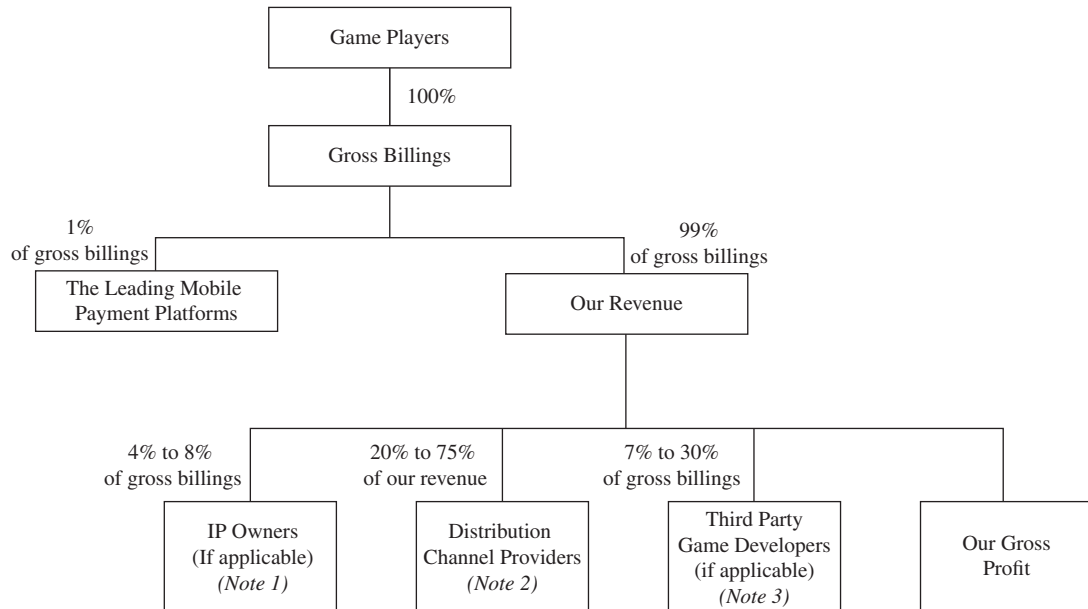 Game Players
100%
Gross Billings
1%
of gross billings
99%
of gross billings
The Leading Mobile
Payment Platforms
Our Revenue
4% to 8%
of gross billings
20% to 75%
of our revenue
7% to 30%
of gross billings
IP Owners
(If applicable)
(Note 1)
Distribution
Channel Providers
(Note 2)
Third Party
Game Developers
(if applicable)
(Note 3)
Our Gross
Profit